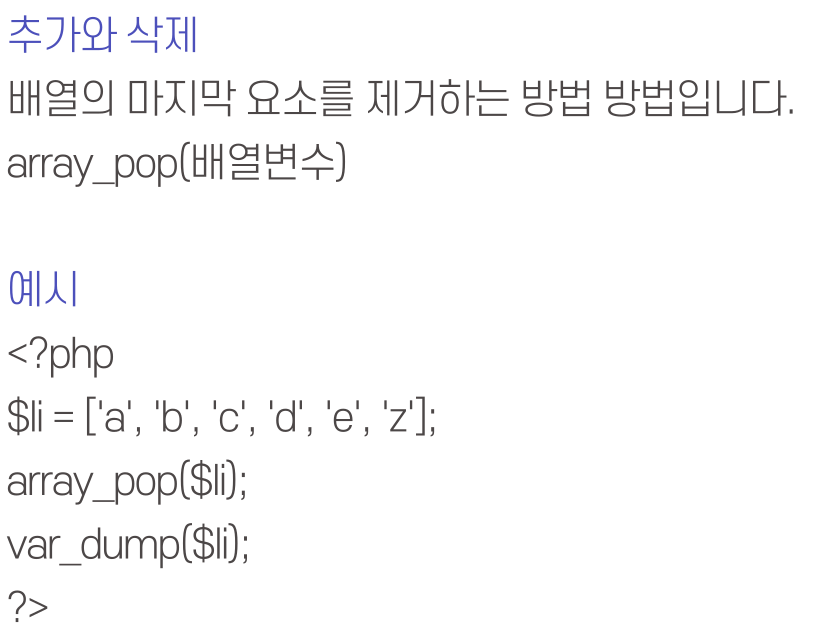 추가와 삭제
배열의 마지막 요소를 제거하는 방법 방법입니다.
array_pop(배열변수)
예시
<?php
$li = ['a', 'b', 'c', 'd', 'e', 'z'];
array_pop($li);
var_dump($li);
?>